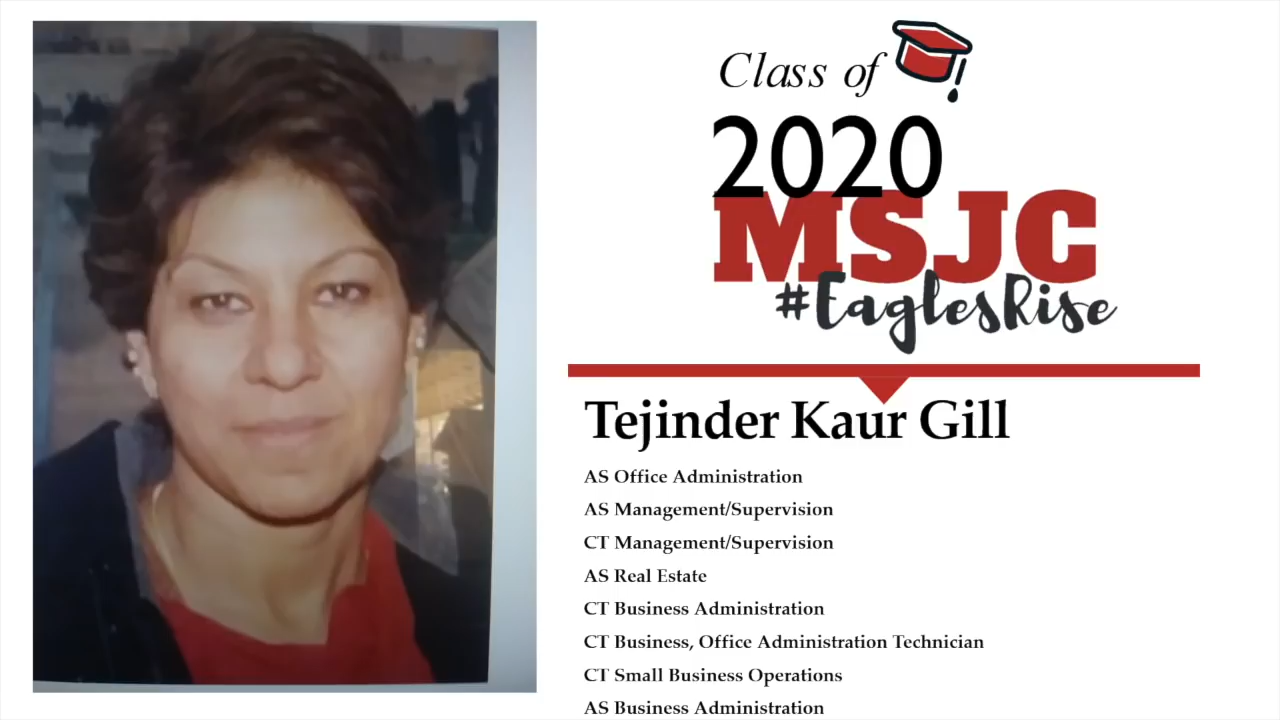 Class of
2020
MSJC
#EaglesRise
Tejinder Kaur Gill
AS Office Administration
AS Management/Supervision
CT Management/Supervision
AS Real Estate
CT Business Administration
CT Business, Office Administration Technician
CT Small Business Operations
AS Business Administration